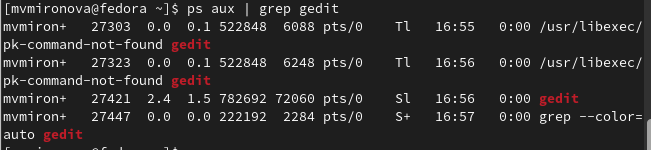 [mvmironova@fedora ~]$ ps aux | grep gedit
mvmiron+   27303  0.0  0.1 522848  6088 pts/0    Tl   16:55   0:00 /usr/libexec/
pk-command-not-found gedit
mvmiron+   27323  0.0  0.1 522848  6248 pts/0    Tl   16:56   0:00 /usr/libexec/
pk-command-not-found gedit
mvmiron+   27421  2.4  1.5 782692 72060 pts/0    Sl   16:56   0:00 gedit
mvmiron+   27447  0.0  0.0 222192  2284 pts/0    S+   16:57   0:00 grep --color=
auto gedit
[mvmironova@fedora ~]$